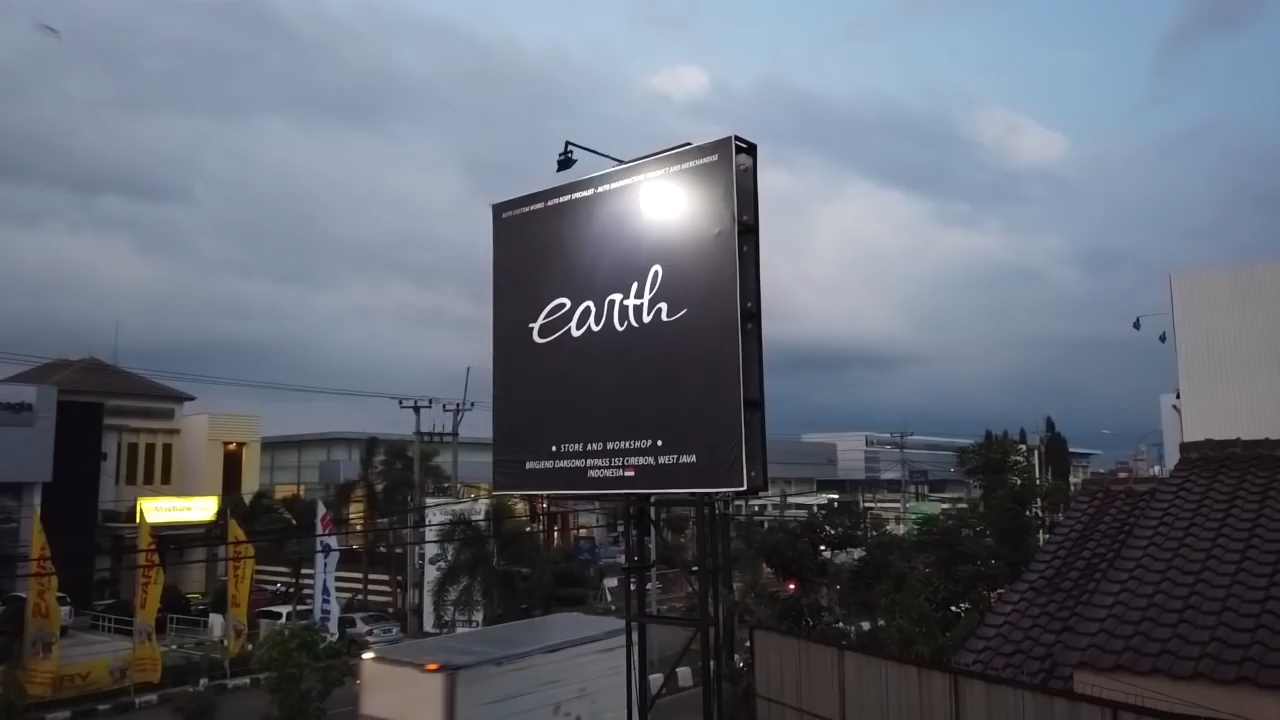 AUTO CUSTOM WORKS - AUTO BODY SPECIALIST - AUTO MANUFACTURE PRODUCT AND MERCHANDISE
earth
• STORE AND WORKSHOP •
BRIGJEND DARSONO BYPASS 152 CIREBON, WEST JAVA
INDONESIA
Maybank
CARRY